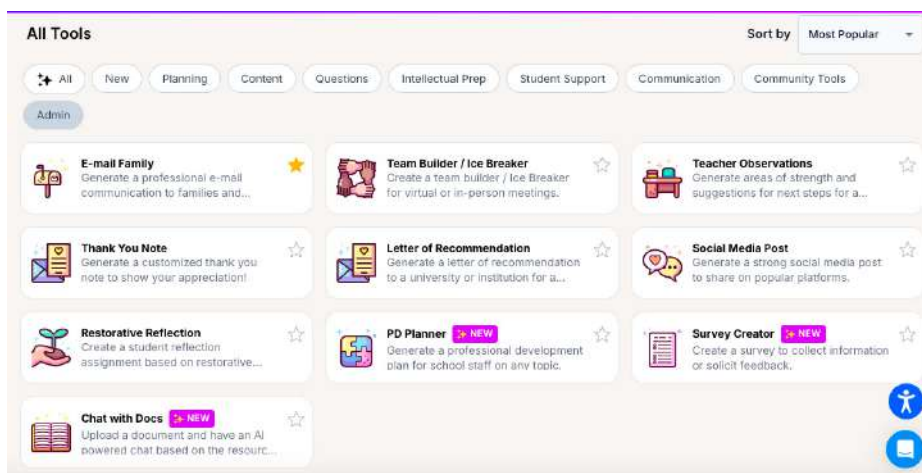 All Tools
Sort by Most Popular
All New Planning Content Questions Intellectual Prep Student Support Communication Community Tools
Admin
E-mail Family
Generate a professional e-mail
communication to families and...
Team Builder / Ice Breaker
Create a team builder / Ice Breaker
for virtual or in-person meetings.
Teacher Observations
Generate areas of strength and
suggestions for next steps for a...
Thank You Note
Generate a customized thank you
note to show your appreciation!
Letter of Recommendation
Generate a letter of recommendation
to a university or institution for a...
Social Media Post
Generate a strong social media post
to share on popular platforms.
Restorative Reflection
Create a student reflection
assignment based on restorative...
PD Planner NEW
Generate a professional development
plan for school staff on any topic.
Survey Creator NEW
Create a survey to collect information
or solicit feedback.
Chat with Docs NEW
Upload a document and have an AI
powered chat based on the resourc...